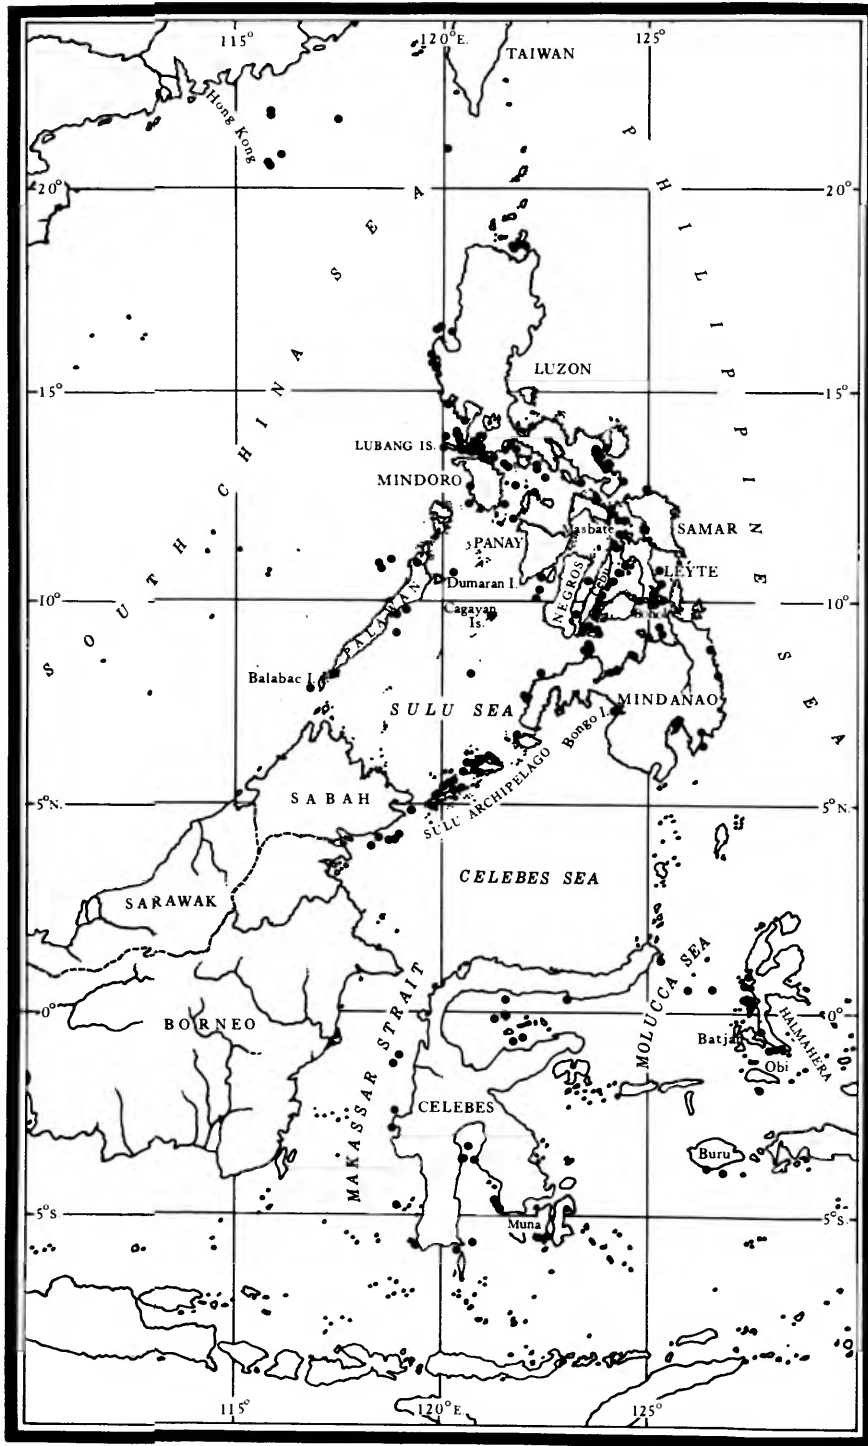 115°
120°E.
125°
TAIWAN
Hong Kong
20°
20°
PHILIPPINE SEA
SOUTH CHINA SEA
LUZON
15°
15°
LUBANG IS.
MINDORO
SAMAR
Masbate
PANAY
LEYTE
Dumaran I.
NEGROS
CEBU
10°
10°
Cagayan
Is.
Bohol
PALAWAN
Balabac I.
MINDANAO
SULU SEA
Bongo I.
SABAH
5°N.
5°N.
SULU ARCHIPELAGO
CELEBES SEA
SARAWAK
MOLUCCA SEA
MAKASSAR STRAIT
0°
0°
BORNEO
HALMAHERA
Batjan
Obi
CELEBES
Buru
5°S.
5°S.
Muna
115°
120°E.
125°